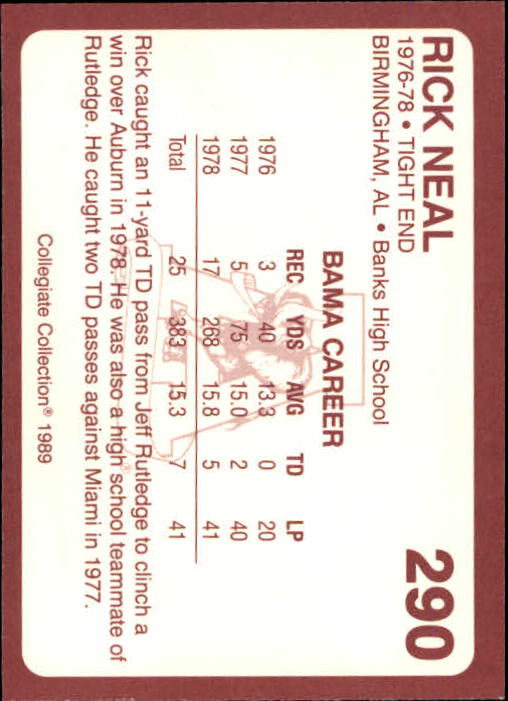 RICK NEAL 290
1976-78 • TIGHT END
BIRMINGHAM, AL • Banks High School
BAMA CAREER
REC YDS AVG TD LP
1976 3 40 13.3 0 20
1977 5 75 15.0 2 40
1978 17 268 15.8 5 41
Total 25 383 15.3 7 41
Rick caught an 11-yard TD pass from Jeff Rutledge to clinch a
win over Auburn in 1978. He was also a high school teammate of
Rutledge. He caught two TD passes against Miami in 1977.
Collegiate Collection® 1989